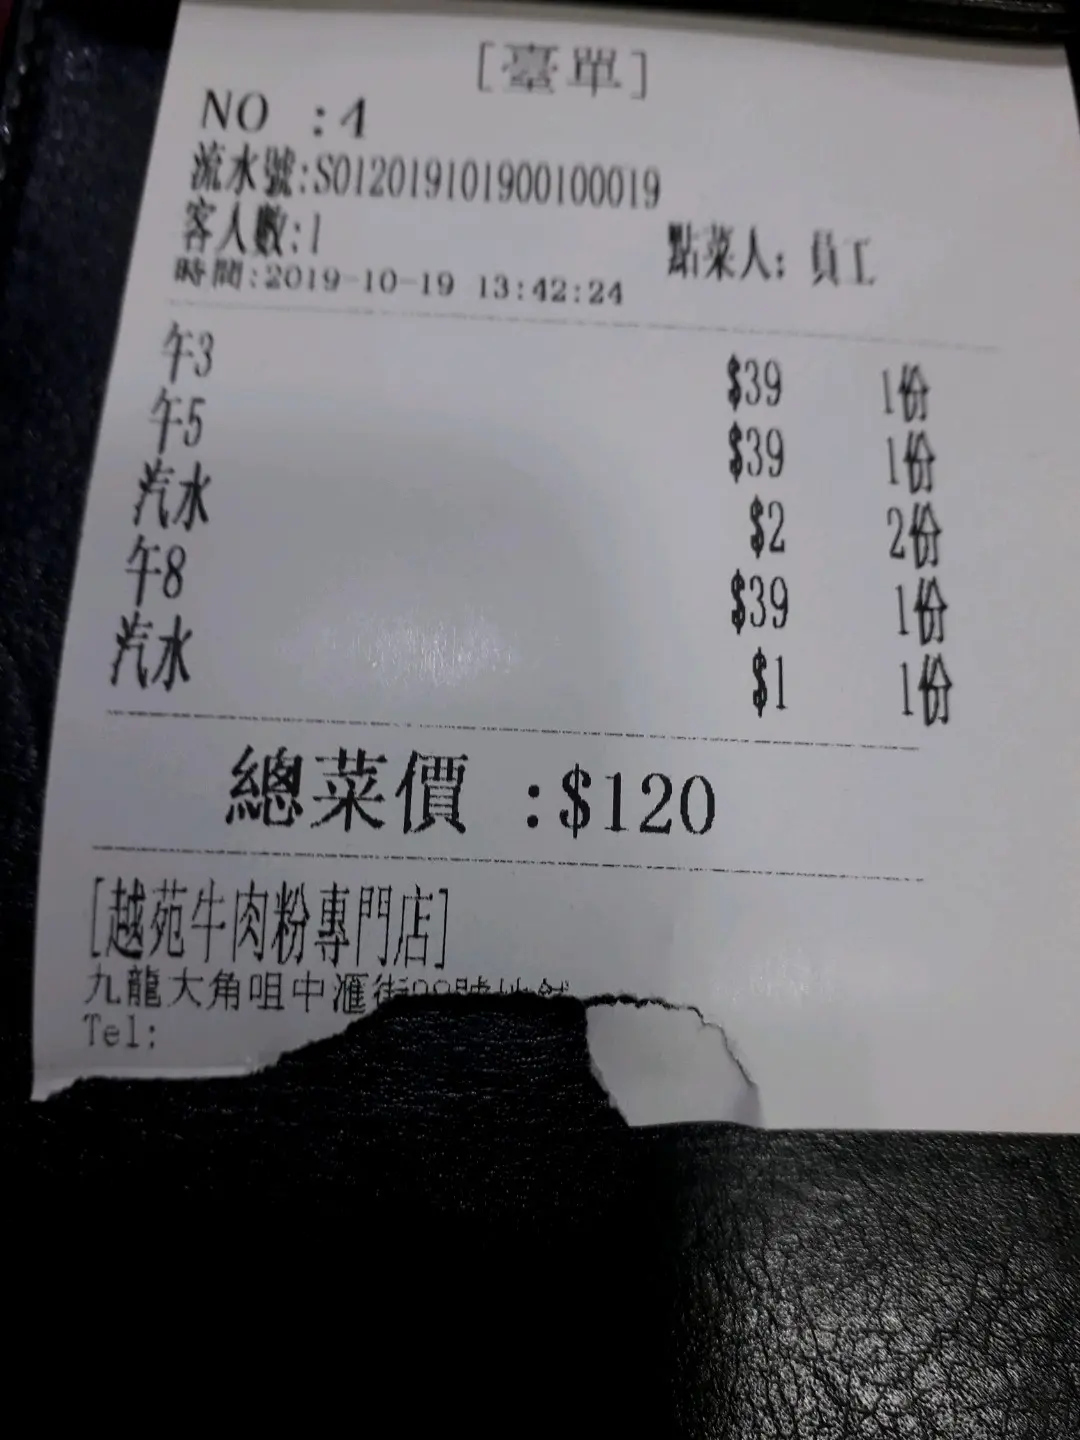 [臺單]
NO :4
流水號:S012019101900100019
客人數:1 點菜人: 員工
時間:2019-10-19 13:42:24
午3 $39 1份
午5 $39 1份
汽水 $2 2份
午8 $39 1份
汽水 $1 1份
總菜價 :$120
[越苑牛肉粉專門店]
九龍大角咀中滙街
Tel: